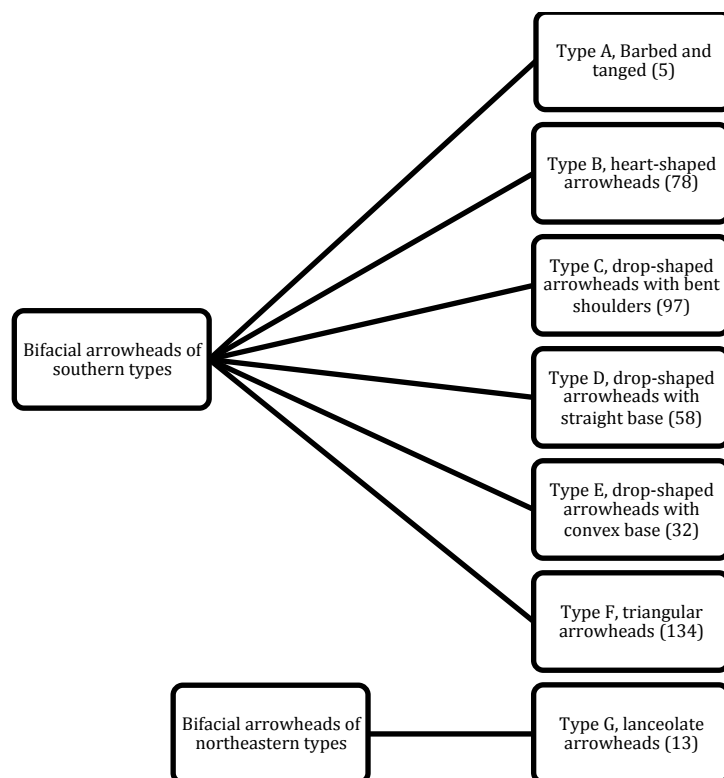 Type A, Barbed and
tanged (5)
Type B, heart-shaped
arrowheads (78)
Type C, drop-shaped
arrowheads with bent
shoulders (97)
Bifacial arrowheads of
southern types
Type D, drop-shaped
arrowheads with
straight base (58)
Type E, drop-shaped
arrowheads with
convex base (32)
Type F, triangular
arrowheads (134)
Bifacial arrowheads of
northeastern types
Type G, lanceolate
arrowheads (13)